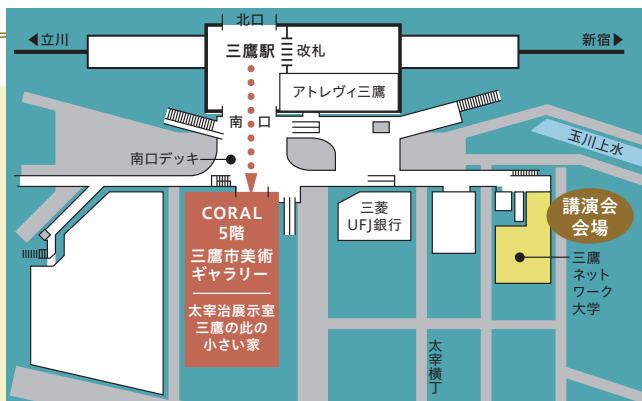 北口
◀立川
新宿▶
三鷹駅
改札
アトレヴィ三鷹
南口
玉川上水
南口デッキ
CORAL
5階
三鷹市美術
ギャラリー
太宰治展示室
三鷹の此の
小さい家
三菱
UFJ銀行
講演会
会場
三鷹
ネット
ワーク
大学
太宰横丁